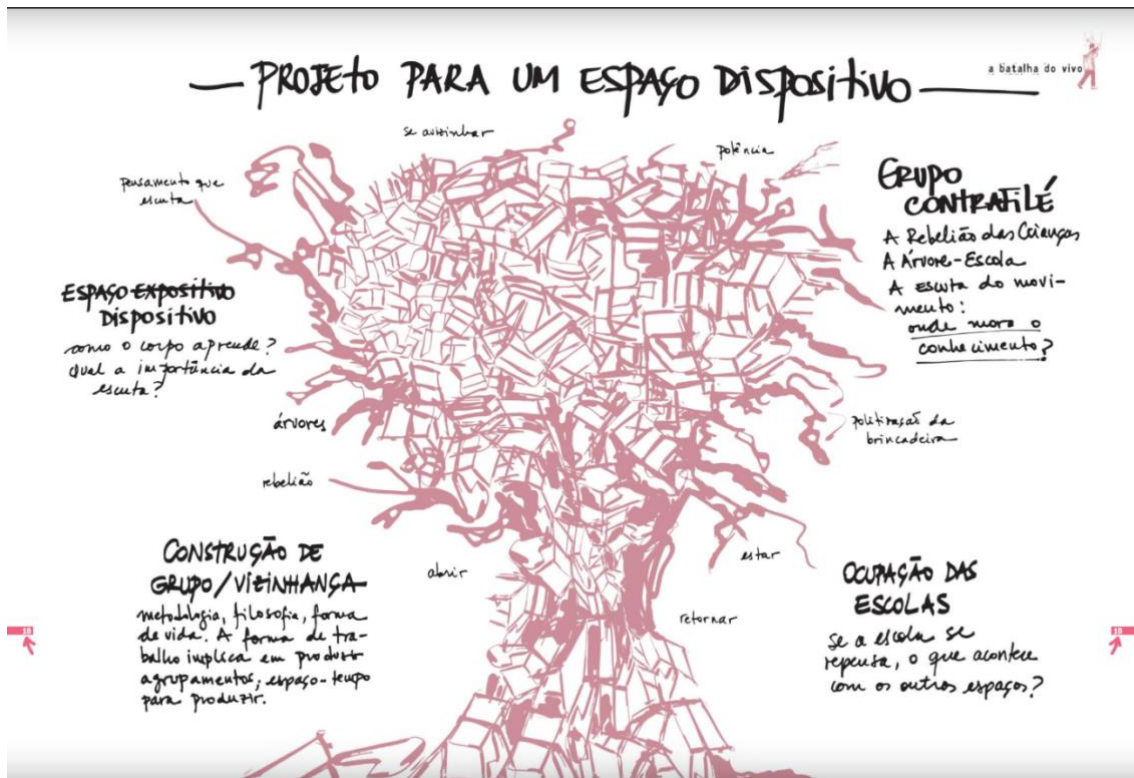 PROJETO PARA UM ESPAÇO DISPOSITIVO
a batalha do vivo
se avizinhar
potência
pensamento que
escuta
GRUPO
CONTRAFILÉ
A Rebelião das Crianças
A Árvore-Escola
A escuta do movi-
mento:
onde mora o
conhecimento?
ESPAÇO EXPOSITIVO
DISPOSITIVO
como o corpo aprende?
Qual a importância da
escuta?
árvores
politização da
brincadeira
rebelião
CONSTRUÇÃO DE
GRUPO/VIZINHANÇA
metodologia, filosofia, forma
de vida. A forma de tra-
balho implica em produzir
agrupamentos, espaço-tempo
para produzir.
abrir
estar
retornar
OCUPAÇÃO DAS
ESCOLAS
Se a escola se
repensa, o que acontece
com os outros espaços?
18
19